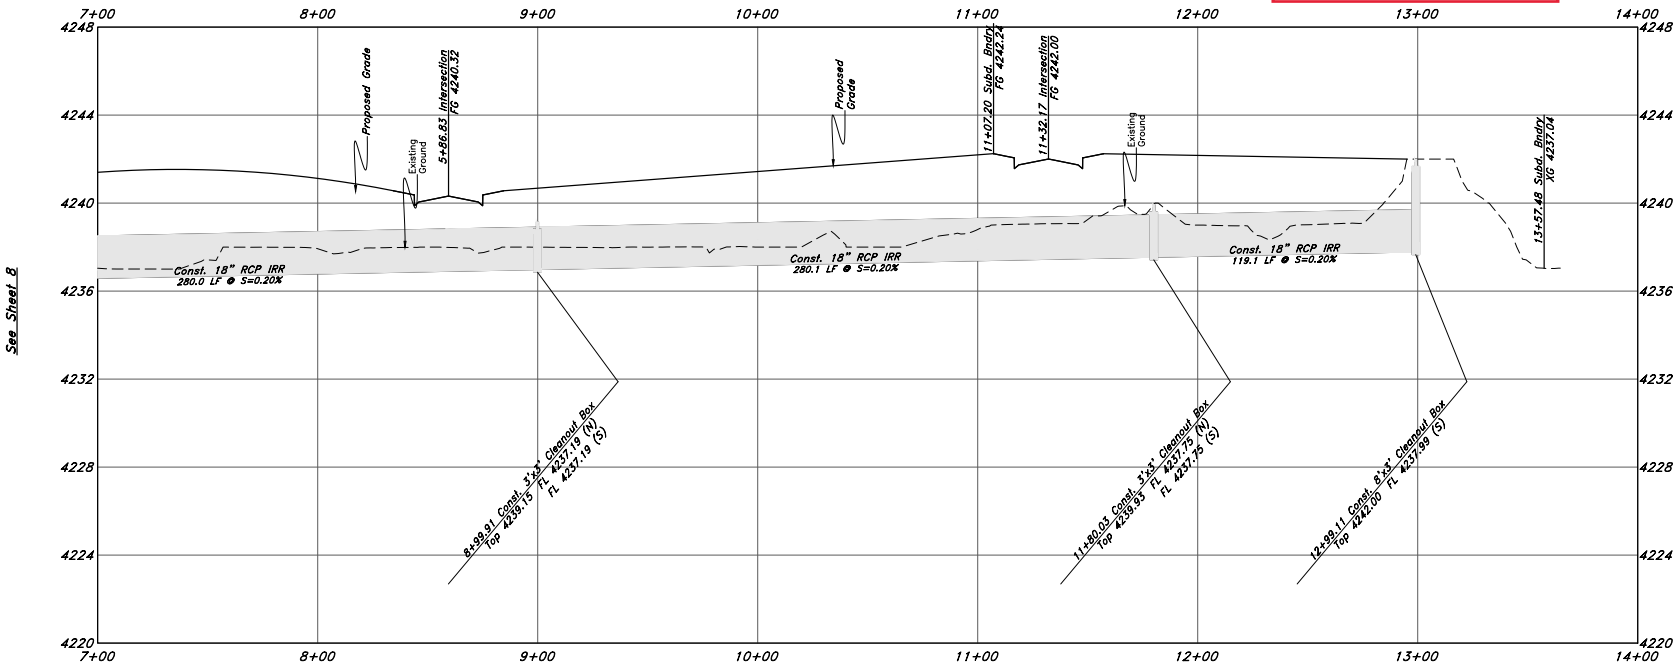 7+00 8+00 9+00 10+00 11+00 12+00 13+00 14+00
4248 4248
4244 4244
4240 4240
4236 4236
4232 4232
4228 4228
4224 4224
4220 4220
See Sheet 8
Proposed Grade
Existing
Ground
5+86.83 Intersection
FG 4240.32
Proposed
Grade
11+07.20 Subd. Bndry
FG 4242.24
11+32.17 Intersection
FG 4242.00
Existing
Ground
13+57.48 Subd. Bndry
XG 4237.04
Const. 18" RCP IRR
280.0 LF @ S=0.20%
Const. 18" RCP IRR
280.1 LF @ S=0.20%
Const. 18" RCP IRR
119.1 LF @ S=0.20%
8+99.91 Const. 3'x3' Cleanout Box
Top 4239.15 FL 4237.19 (N)
FL 4237.19 (S)
11+80.03 Const. 3'x3' Cleanout Box
Top 4239.93 FL 4237.75 (N)
FL 4237.75 (S)
12+99.11 Const. 8'x3' Cleanout Box
Top 4242.00 FL 4237.99 (S)
7+00 8+00 9+00 10+00 11+00 12+00 13+00 14+00